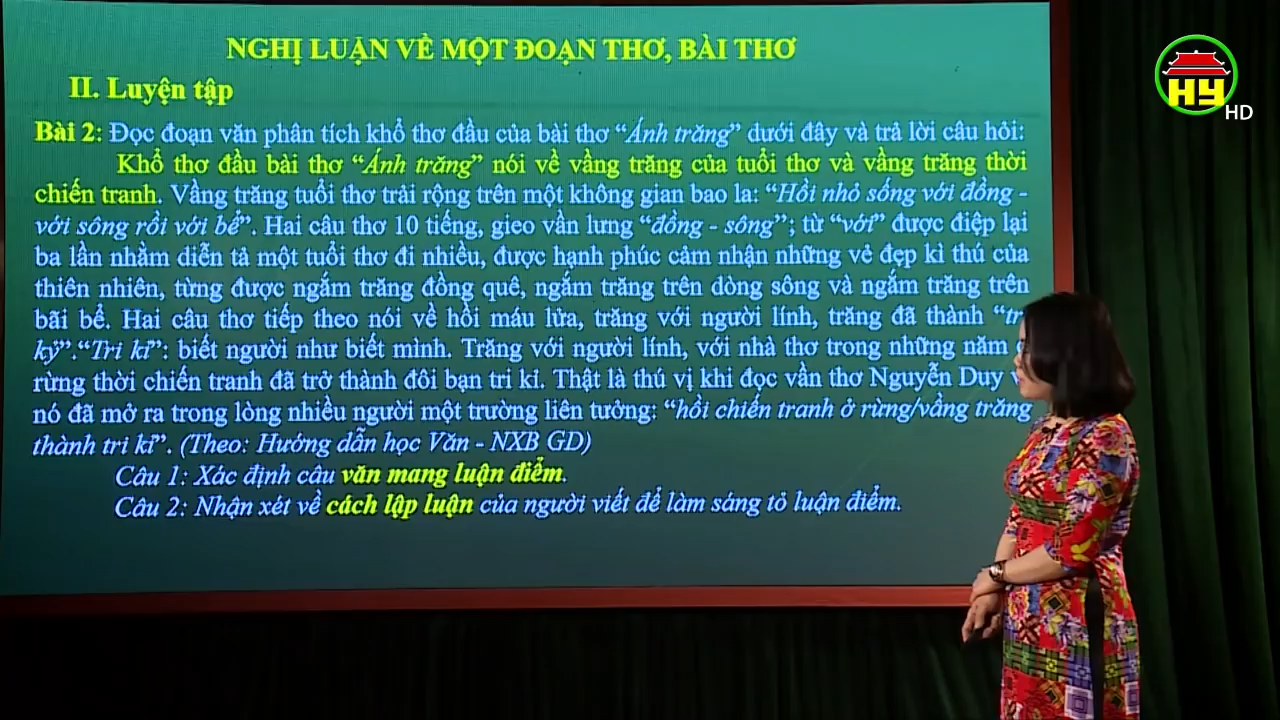 NGHỊ LUẬN VỀ MỘT ĐOẠN THƠ, BÀI THƠ
II. Luyện tập
Bài 2: Đọc đoạn văn phân tích khổ thơ đầu của bài thơ “Ánh trăng” dưới đây và trả lời câu hỏi:
Khổ thơ đầu bài thơ “Ánh trăng” nói về vầng trăng của tuổi thơ và vầng trăng thời
chiến tranh. Vầng trăng tuổi thơ trải rộng trên một không gian bao la: “Hồi nhỏ sống với đồng -
với sông rồi với bể”. Hai câu thơ 10 tiếng, gieo vần lưng “đồng - sông”; từ “với” được điệp lại
ba lần nhằm diễn tả một tuổi thơ đi nhiều, được hạnh phúc cảm nhận những vẻ đẹp kì thú của
thiên nhiên, từng được ngắm trăng đồng quê, ngắm trăng trên dòng sông và ngắm trăng trên
bãi bể. Hai câu thơ tiếp theo nói về hồi máu lửa, trăng với người lính, trăng đã thành “tr
kỷ”.“Tri kỉ”: biết người như biết mình. Trăng với người lính, với nhà thơ trong những năm
rừng thời chiến tranh đã trở thành đôi bạn tri kỉ. Thật là thú vị khi đọc vần thơ Nguyễn Duy
nó đã mở ra trong lòng nhiều người một trường liên tưởng: “hồi chiến tranh ở rừng/vầng trăng
thành tri kỉ”. (Theo: Hướng dẫn học Văn - NXB GD)
Câu 1: Xác định câu văn mang luận điểm.
Câu 2: Nhận xét về cách lập luận của người viết để làm sáng tỏ luận điểm.
HY
HD